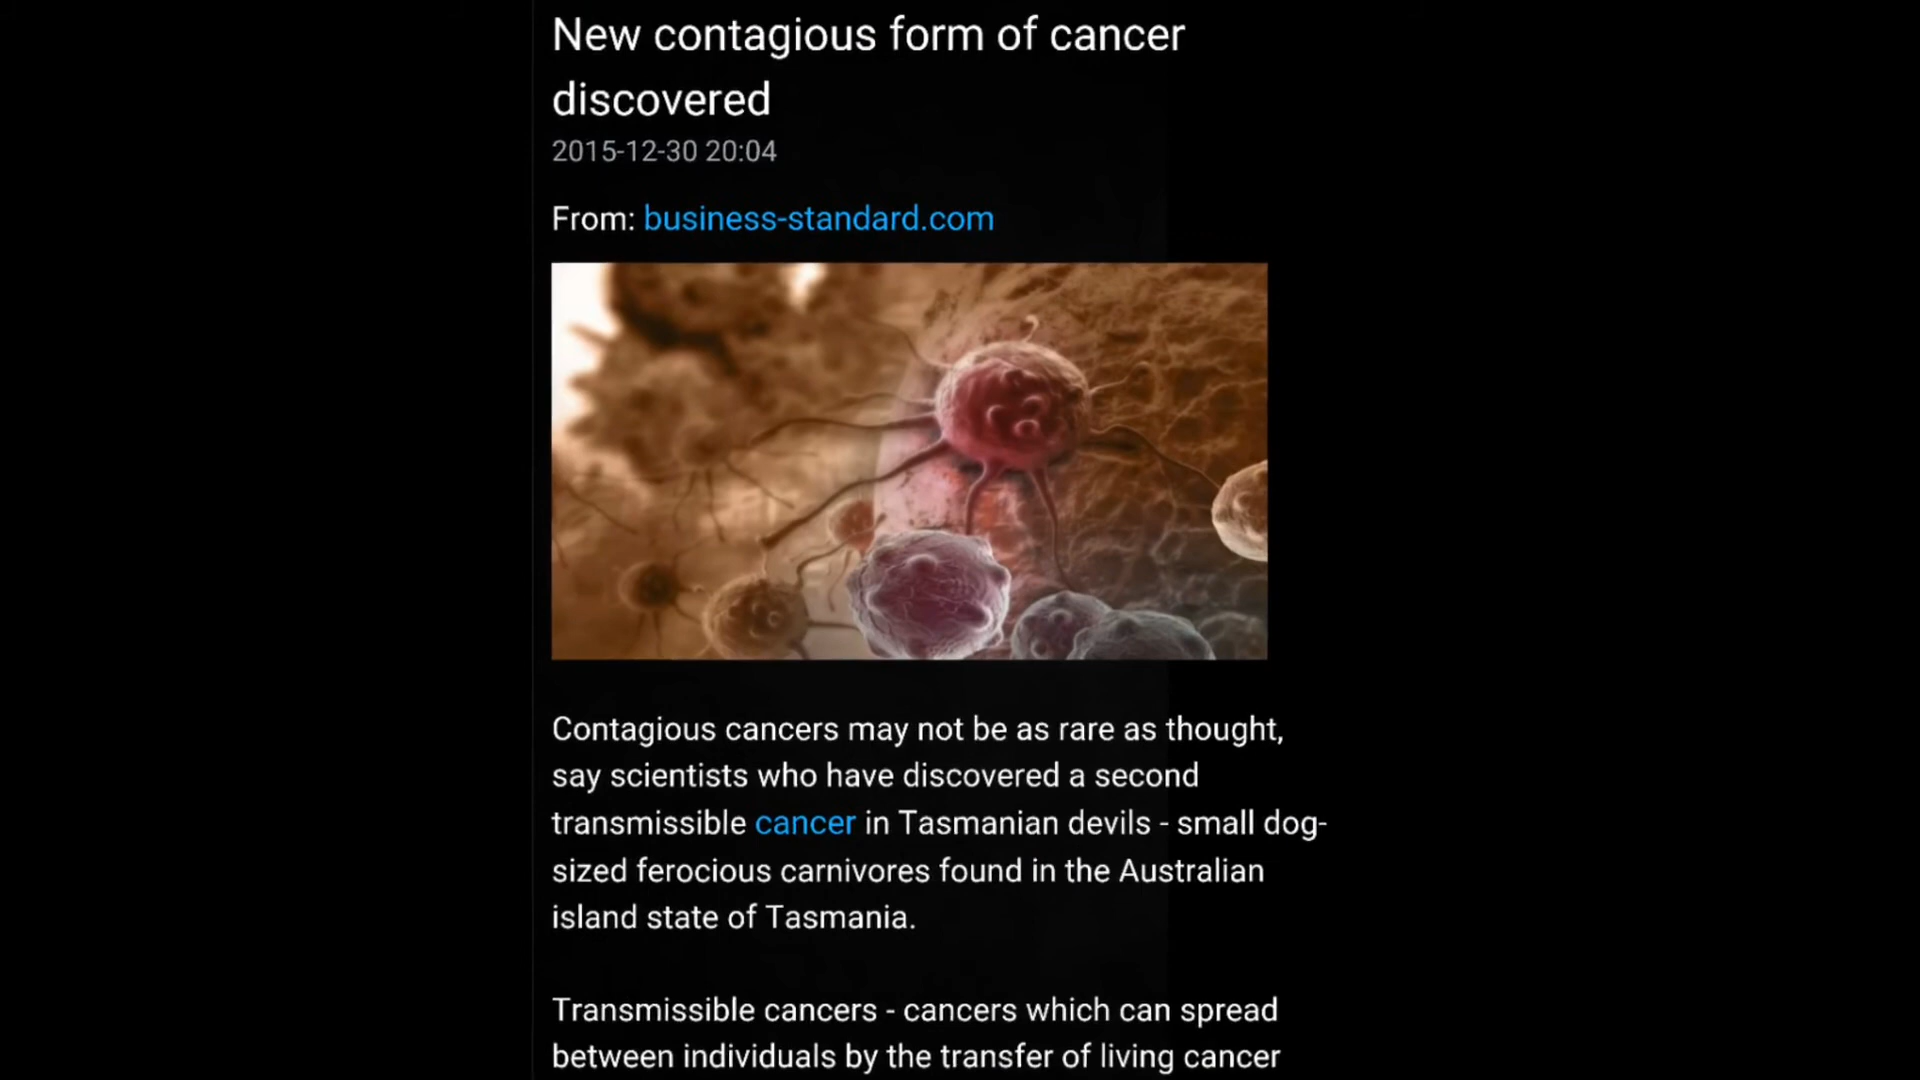 New contagious form of cancer
discovered
2015-12-30 20:04
From: business-standard.com
Contagious cancers may not be as rare as thought,
say scientists who have discovered a second
transmissible cancer in Tasmanian devils - small dog-
sized ferocious carnivores found in the Australian
island state of Tasmania.
Transmissible cancers - cancers which can spread
between individuals by the transfer of living cancer